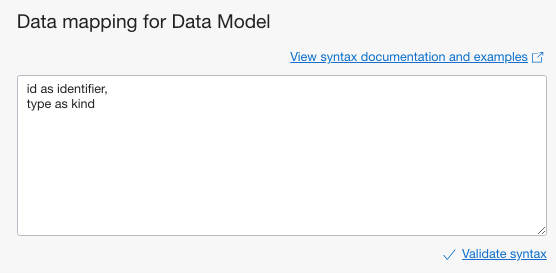 Data mapping for Data Model
View syntax documentation and examples
id as identifier,
type as kind
Validate syntax